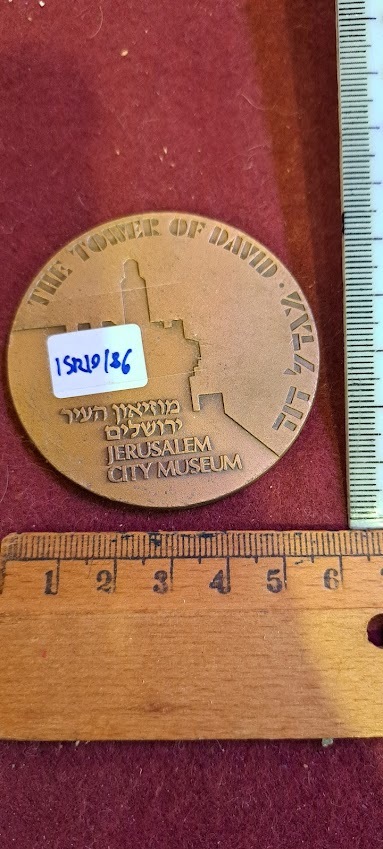 THE TOWER OF DAVID · מגדל דוד
ISR19/86
מוזיאון העיר
ירושלים
JERUSALEM
CITY MUSEUM
1 2 3 4 5 6